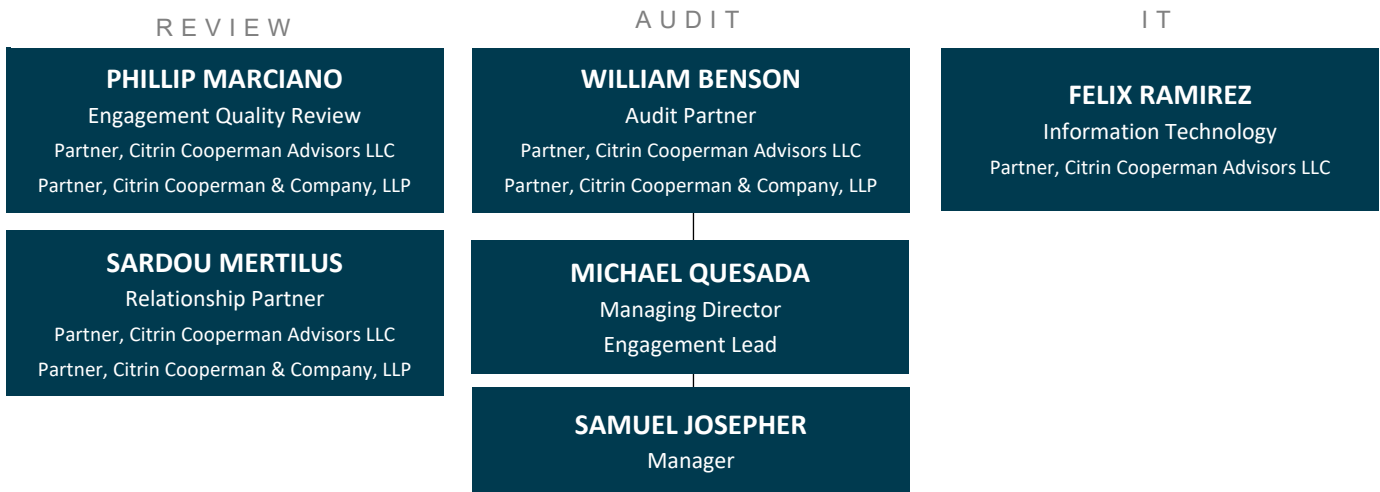 REVIEW
PHILLIP MARCIANO
Engagement Quality Review
Partner, Citrin Cooperman Advisors LLC
Partner, Citrin Cooperman & Company, LLP
SARDOU MERTILUS
Relationship Partner
Partner, Citrin Cooperman Advisors LLC
Partner, Citrin Cooperman & Company, LLP
AUDIT
WILLIAM BENSON
Audit Partner
Partner, Citrin Cooperman Advisors LLC
Partner, Citrin Cooperman & Company, LLP
MICHAEL QUESADA
Managing Director
Engagement Lead
SAMUEL JOSEPHER
Manager
IT
FELIX RAMIREZ
Information Technology
Partner, Citrin Cooperman Advisors LLC